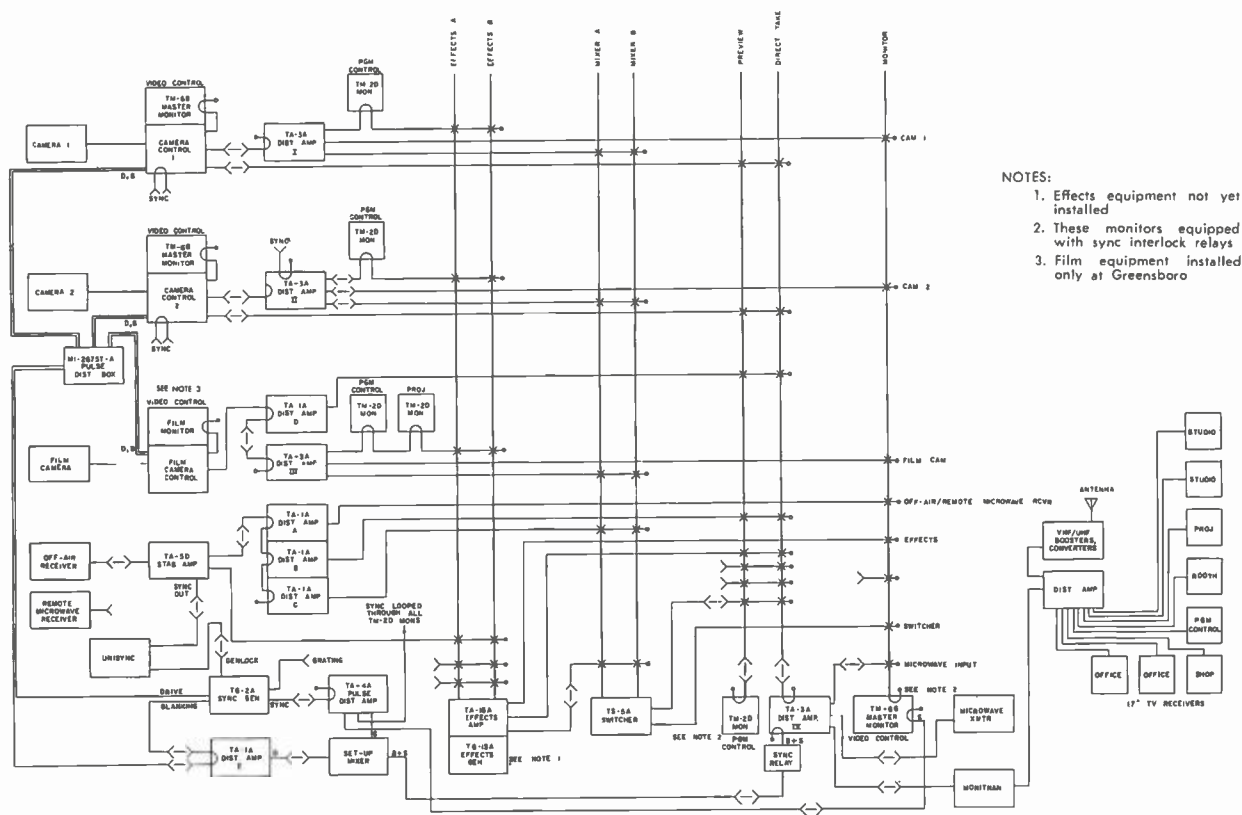 EFFECTS A
EFFECTS B
MIXER A
MIXER B
PREVIEW
DIRECT TAKE
MONITOR
PGM
CONTROL
TM-2D
MON
VIDEO CONTROL
TM-6B
MASTER
MONITOR
CAMERA 1
CAMERA
CONTROL
1
TA-3A
DIST AMP
I
CAM 1
D,B
SYNC
NOTES:
1. Effects equipment not yet
installed
2. These monitors equipped
with sync interlock relays
3. Film equipment installed
only at Greensboro
PGM
CONTROL
TM-2D
MON
VIDEO CONTROL
TM-6B
MASTER
MONITOR
SYNC
CAMERA 2
CAMERA
CONTROL
2
TA-3A
DIST AMP
II
CAM 2
D,B
SYNC
MI-26757-A
PULSE
DIST BOX
SEE NOTE 3
VIDEO CONTROL
FILM
MONITOR
TA-1A
DIST AMP
D
PGM
CONTROL
TM-2D
MON
PROJ
TM-2D
MON
D,B
FILM
CAMERA
FILM
CAMERA
CONTROL
TA-3A
DIST AMP
III
FILM CAM
STUDIO
STUDIO
PROJ
BOOTH
PGM
CONTROL
SHOP
OFFICE
OFFICE
17" TV RECEIVERS
ANTENNA
VHF/UHF
BOOSTERS,
CONVERTERS
DIST AMP
OFF-AIR/REMOTE MICROWAVE RCVR
TA-1A
DIST AMP
A
TA-1A
DIST AMP
B
TA-1A
DIST AMP
C
EFFECTS
OFF-AIR
RECEIVER
TA-5D
STAB AMP
SYNC
OUT
REMOTE
MICROWAVE
RECEIVER
SYNC LOOPED
THROUGH ALL
TM-2D MONS
SWITCHER
UNISYNC
GENLOCK
GRATING
MICROWAVE INPUT
DRIVE
BLANKING
TG-2A
SYNC GEN
SYNC
TA-4A
PULSE
DIST AMP
TA-15A
EFFECTS
AMP
TG-15A
EFFECTS
GEN
SEE NOTE 1
TS-5A
SWITCHER
SEE NOTE 2
TM-2D
MON
PGM
CONTROL
TA-3A
DIST AMP.
IV
B+S
SYNC
RELAY
SEE NOTE 2
TM-6B
MASTER
MONITOR
S
VIDEO CONTROL
MICROWAVE
XMTR
TA-1A
DIST AMP
S
SET-UP
MIXER
B+S
MONITRAN